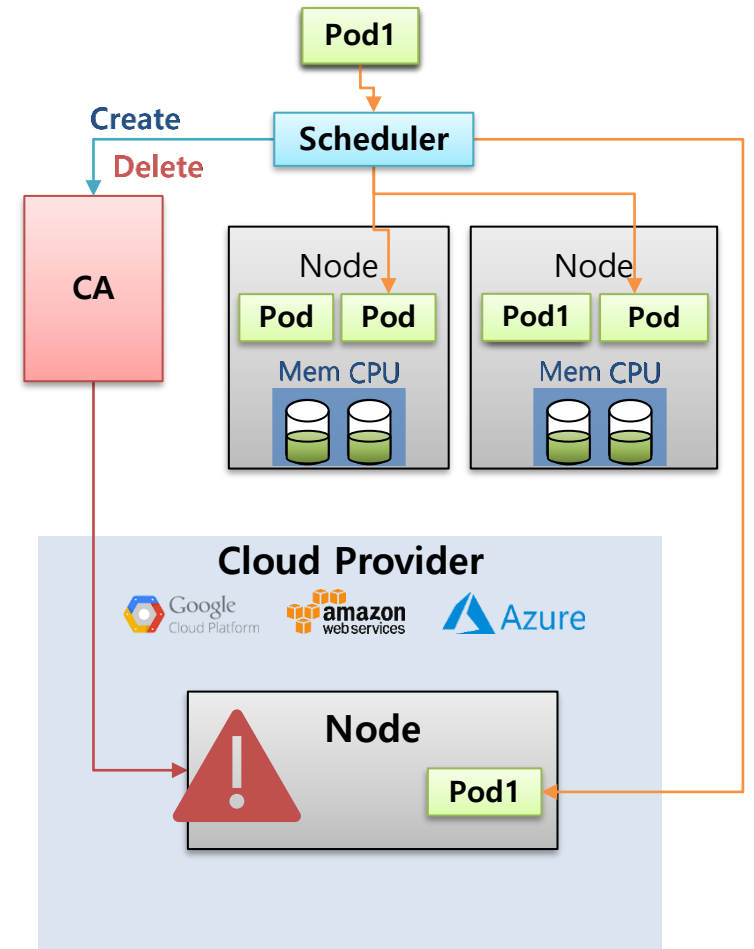 Pod1
Create
Scheduler
Delete
CA
Node
Pod Pod
Mem CPU
Node
Pod1 Pod
Mem CPU
Cloud Provider
Google
Cloud Platform
amazon
web services
Azure
Node
Pod1